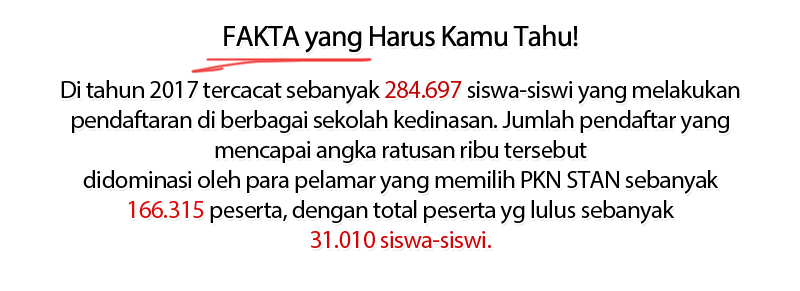 FAKTA yang Harus Kamu Tahu!
Di tahun 2017 tercacat sebanyak 284.697 siswa-siswi yang melakukan
pendaftaran di berbagai sekolah kedinasan. Jumlah pendaftar yang
mencapai angka ratusan ribu tersebut
didominasi oleh para pelamar yang memilih PKN STAN sebanyak
166.315 peserta, dengan total peserta yg lulus sebanyak
31.010 siswa-siswi.